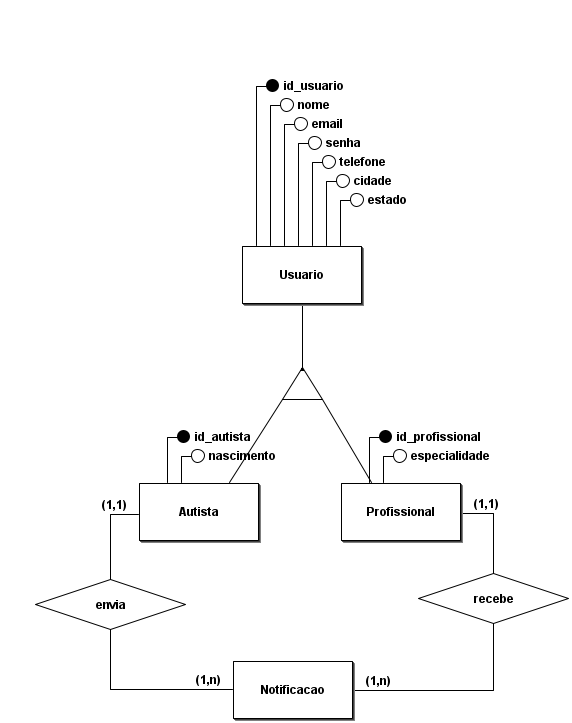 id_usuario
nome
email
senha
telefone
cidade
estado
Usuario
id_autista
nascimento
id_profissional
especialidade
Autista
Profissional
(1,1)
(1,1)
envia
recebe
(1,n)
(1,n)
Notificacao